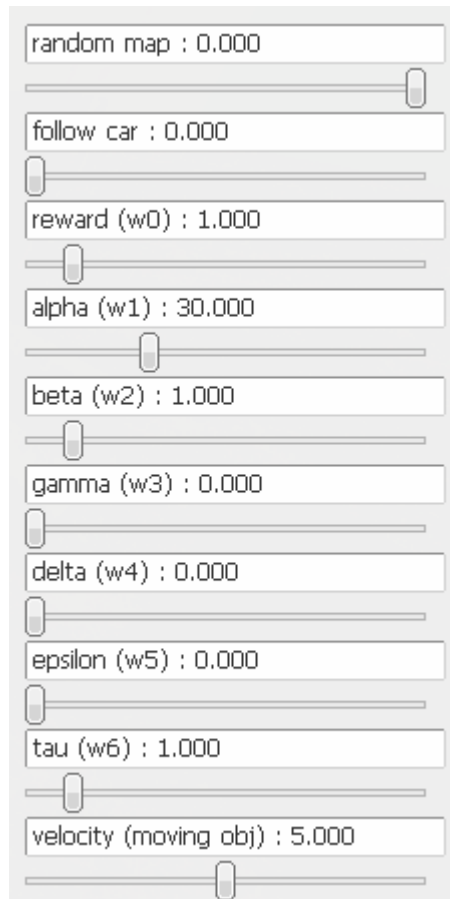 random map : 0.000
follow car : 0.000
reward (w0) : 1.000
alpha (w1) : 30.000
beta (w2) : 1.000
gamma (w3) : 0.000
delta (w4) : 0.000
epsilon (w5) : 0.000
tau (w6) : 1.000
velocity (moving obj) : 5.000